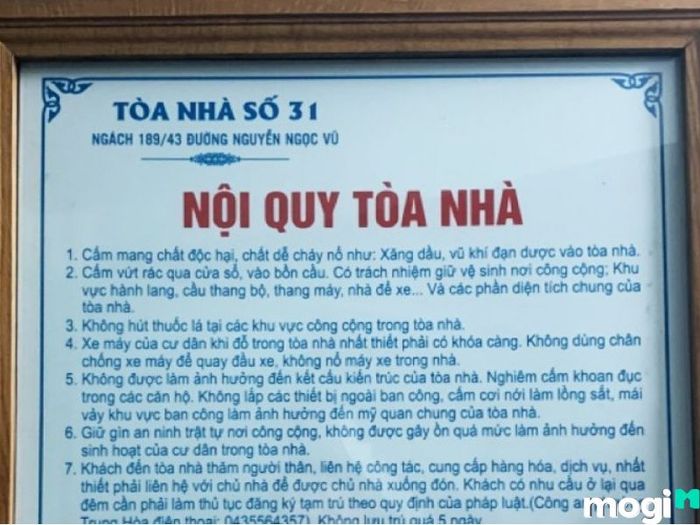 TÒA NHÀ SỐ 31
NGÁCH 189/43 ĐƯỜNG NGUYỄN NGỌC VŨ
NỘI QUY TÒA NHÀ
1. Cấm mang chất độc hại, chất dễ cháy nổ như: Xăng dầu, vũ khí đạn dược vào tòa nhà.
2. Cấm vứt rác qua cửa sổ, vào bồn cầu. Có trách nhiệm giữ vệ sinh nơi công cộng; Khu
vực hành lang, cầu thang bộ, thang máy, nhà để xe... Và các phần diện tích chung của
tòa nhà.
3. Không hút thuốc lá tại các khu vực công cộng trong tòa nhà.
4. Xe máy của cư dân khi đỗ trong tòa nhà nhất thiết phải có khóa càng. Không dùng chân
chống xe máy để quay đầu xe, không nổ máy xe trong nhà.
5. Không được làm ảnh hưởng đến kết cấu kiến trúc của tòa nhà. Nghiêm cấm khoan đục
trong các căn hộ. Không lắp các thiết bị ngoài ban công, cấm cơi nới làm lồng sắt, mái
vảy khu vực ban công làm ảnh hưởng đến mỹ quan chung của tòa nhà.
6. Giữ gìn an ninh trật tự nơi công cộng, không được gây ồn quá mức làm ảnh hưởng đến
sinh hoạt của cư dân trong tòa nhà.
7. Khách đến tòa nhà thăm người thân, liên hệ công tác, cung cấp hàng hóa, dịch vụ, nhất
thiết phải liên hệ với chủ nhà để được chủ nhà xuống đón. Khách có nhu cầu ở lại qua
đêm cần phải làm thủ tục đăng ký tạm trú theo quy định của pháp luật.(Công a
Trung Hòa điện thoại: 0435564357). Không lưu trú quá 5 ngày
mogi